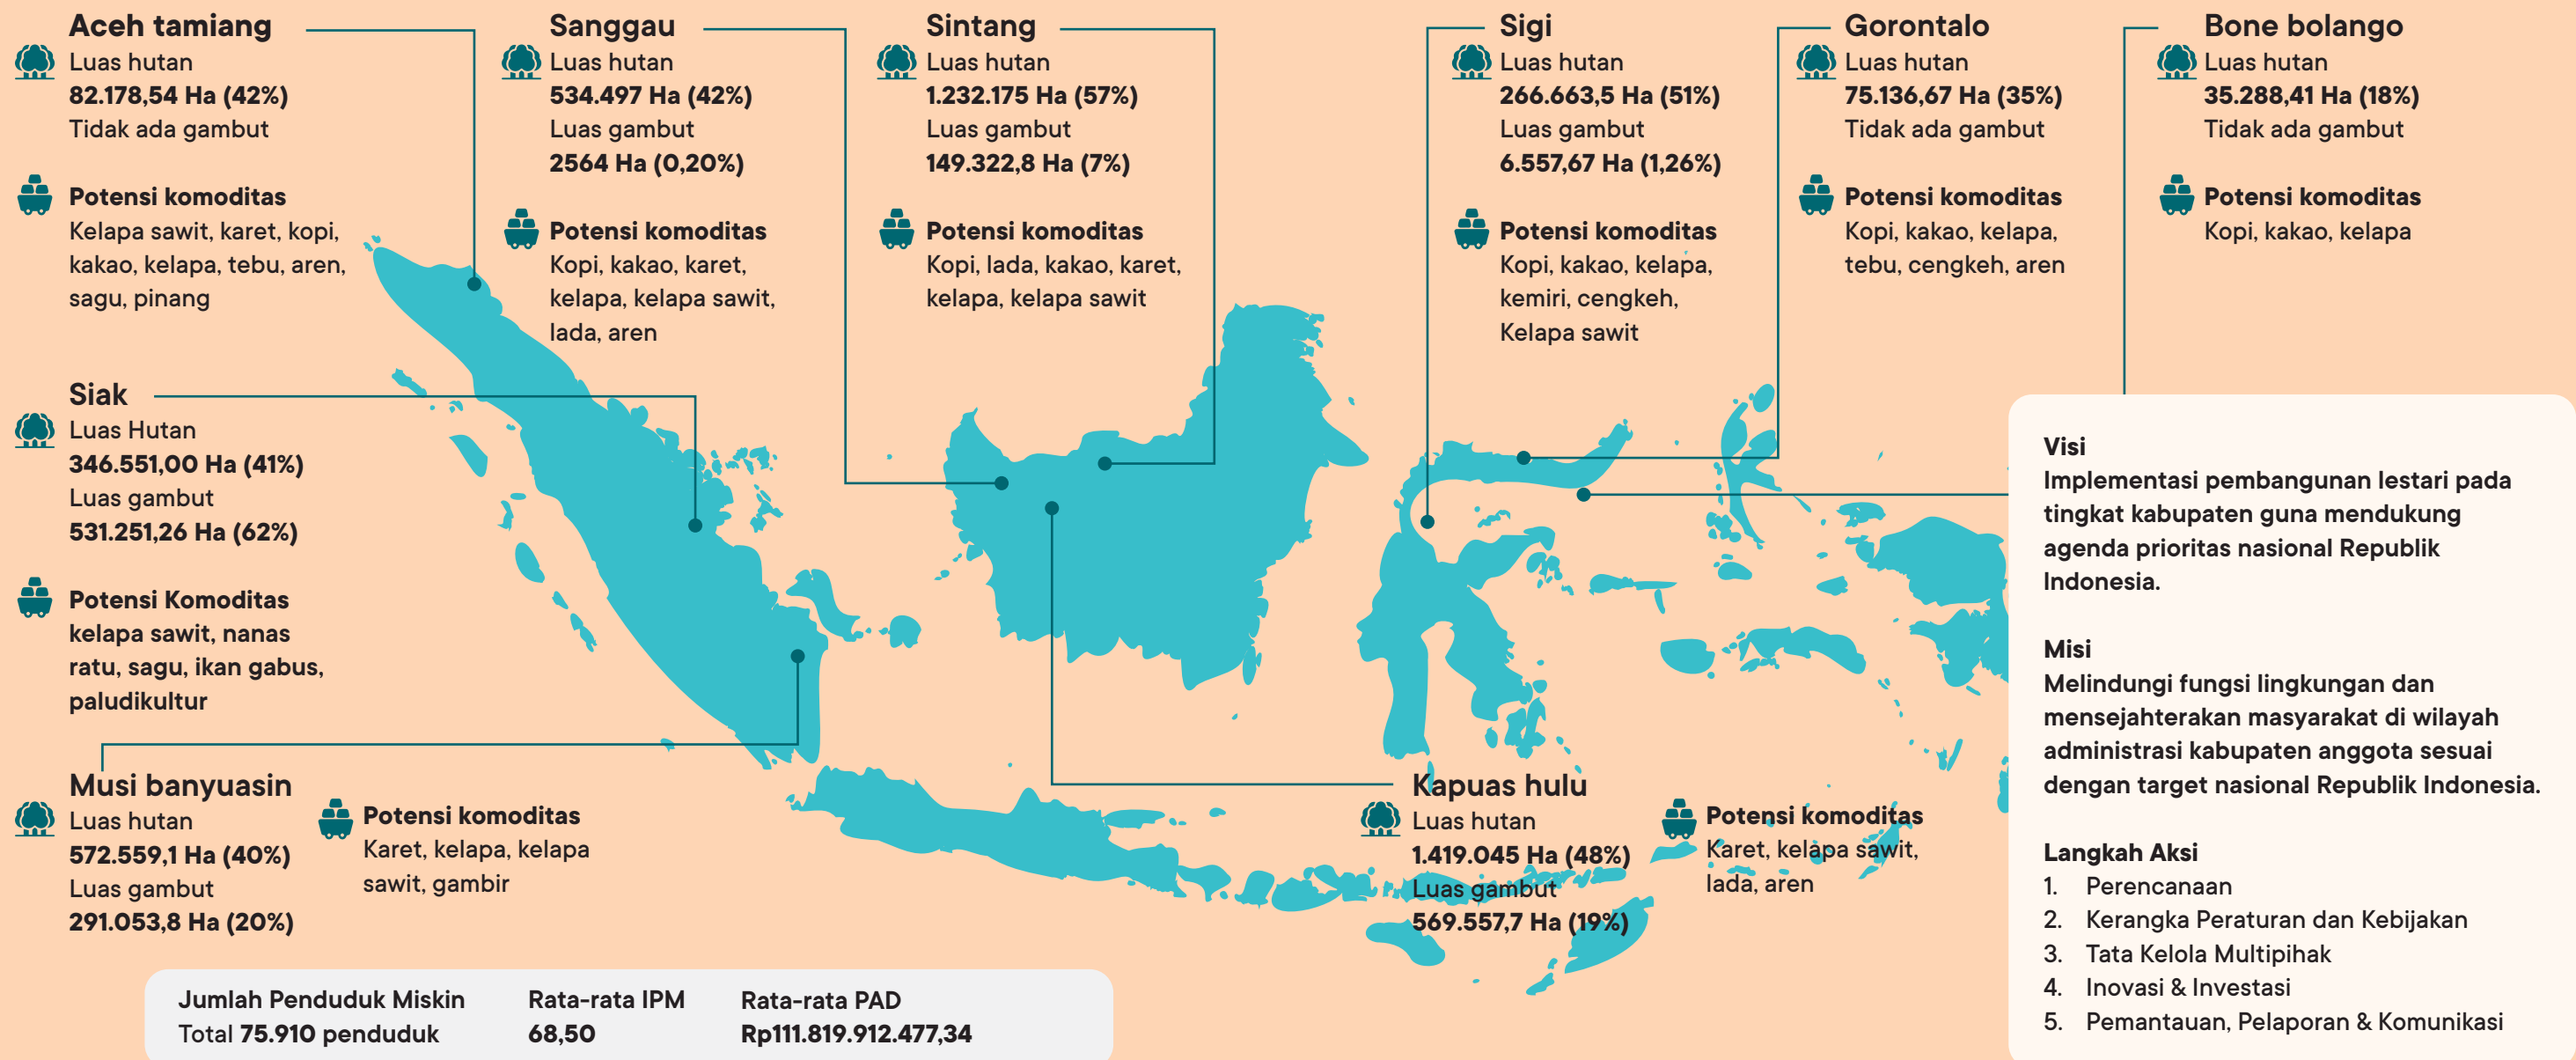 Aceh tamiang
Luas hutan
82.178,54 Ha (42%)
Tidak ada gambut
Potensi komoditas
Kelapa sawit, karet, kopi,
kakao, kelapa, tebu, aren,
sagu, pinang
Sanggau
Luas hutan
534.497 Ha (42%)
Luas gambut
2564 Ha (0,20%)
Potensi komoditas
Kopi, kakao, karet,
kelapa, kelapa sawit,
lada, aren
Sintang
Luas hutan
1.232.175 Ha (57%)
Luas gambut
149.322,8 Ha (7%)
Potensi komoditas
Kopi, lada, kakao, karet,
kelapa, kelapa sawit
Sigi
Luas hutan
266.663,5 Ha (51%)
Luas gambut
6.557,67 Ha (1,26%)
Potensi komoditas
Kopi, kakao, kelapa,
kemiri, cengkeh,
Kelapa sawit
Gorontalo
Luas hutan
75.136,67 Ha (35%)
Tidak ada gambut
Potensi komoditas
Kopi, kakao, kelapa,
tebu, cengkeh, aren
Bone bolango
Luas hutan
35.288,41 Ha (18%)
Tidak ada gambut
Potensi komoditas
Kopi, kakao, kelapa
Siak
Luas Hutan
346.551,00 Ha (41%)
Luas gambut
531.251,26 Ha (62%)
Potensi Komoditas
kelapa sawit, nanas
ratu, sagu, ikan gabus,
paludikultur
Musi banyuasin
Luas hutan
572.559,1 Ha (40%)
Luas gambut
291.053,8 Ha (20%)
Potensi komoditas
Karet, kelapa, kelapa
sawit, gambir
Kapuas hulu
Luas hutan
1.419.045 Ha (48%)
Luas gambut
569.557,7 Ha (19%)
Potensi komoditas
Karet, kelapa sawit,
lada, aren
Visi
Implementasi pembangunan lestari pada
tingkat kabupaten guna mendukung
agenda prioritas nasional Republik
Indonesia.
Misi
Melindungi fungsi lingkungan dan
mensejahterakan masyarakat di wilayah
administrasi kabupaten anggota sesuai
dengan target nasional Republik Indonesia.
Langkah Aksi
1. Perencanaan
2. Kerangka Peraturan dan Kebijakan
3. Tata Kelola Multipihak
4. Inovasi & Investasi
5. Pemantauan, Pelaporan & Komunikasi
Jumlah Penduduk Miskin
Total 75.910 penduduk
Rata-rata IPM
68,50
Rata-rata PAD
Rp111.819.912.477,34